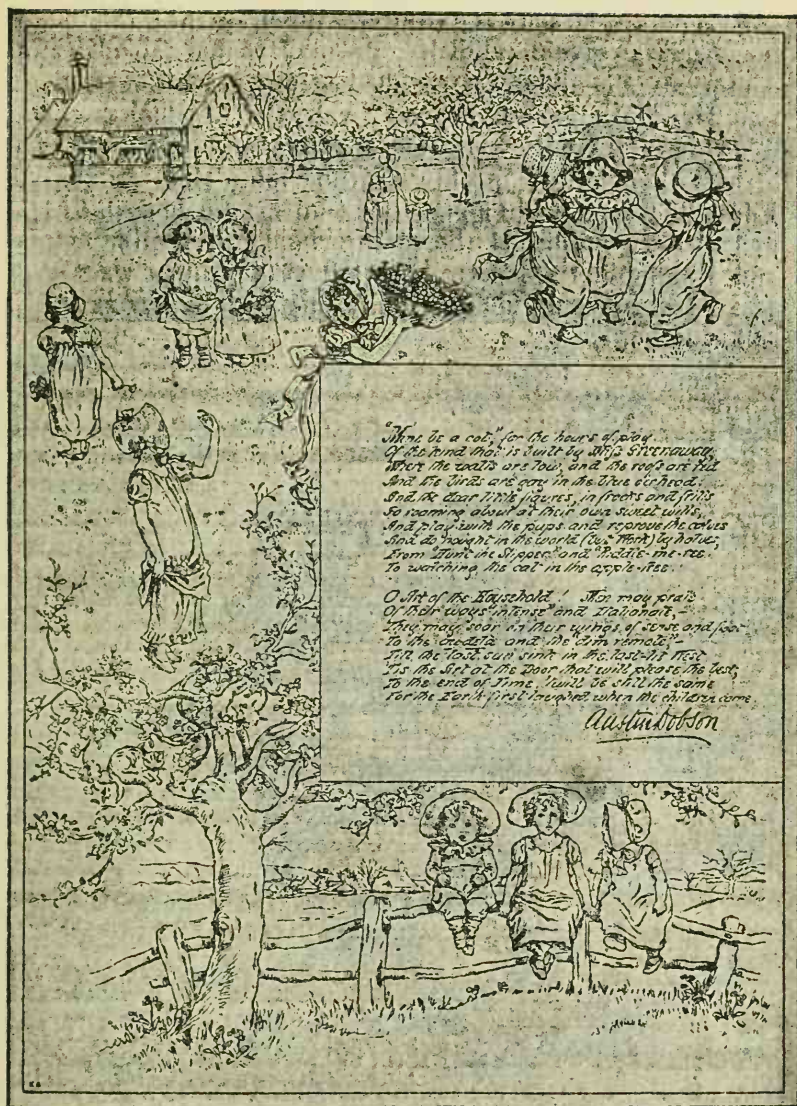 "Mine be a cot," for the hours of play
Of the kind that is built by Miss Greenaway,
Where the walls are low, and the roofs are red
And the birds are gay in the blue o'erhead:
And the dear little figures, in frocks and frills
Go roaming about at their own sweet wills,
And play with the pups and reprove the calves
And do nought in the world (but Work) by halves,
From "Hunt the Slipper" and "Riddle-me-ree"
To watching the cat in the apple-tree.
O Art of the Household! Men may prate
Of their ways "intense" and Italianate,—
They may soar on their wings of sense and
To the and the "dim remote",—
Till the last sun sink in the last-lit West
'Tis the Art at the Door that will please the best;
To the end of Time 'twill be still the same
For the Earth first laughed when the children came.
Austin Dobson
KG